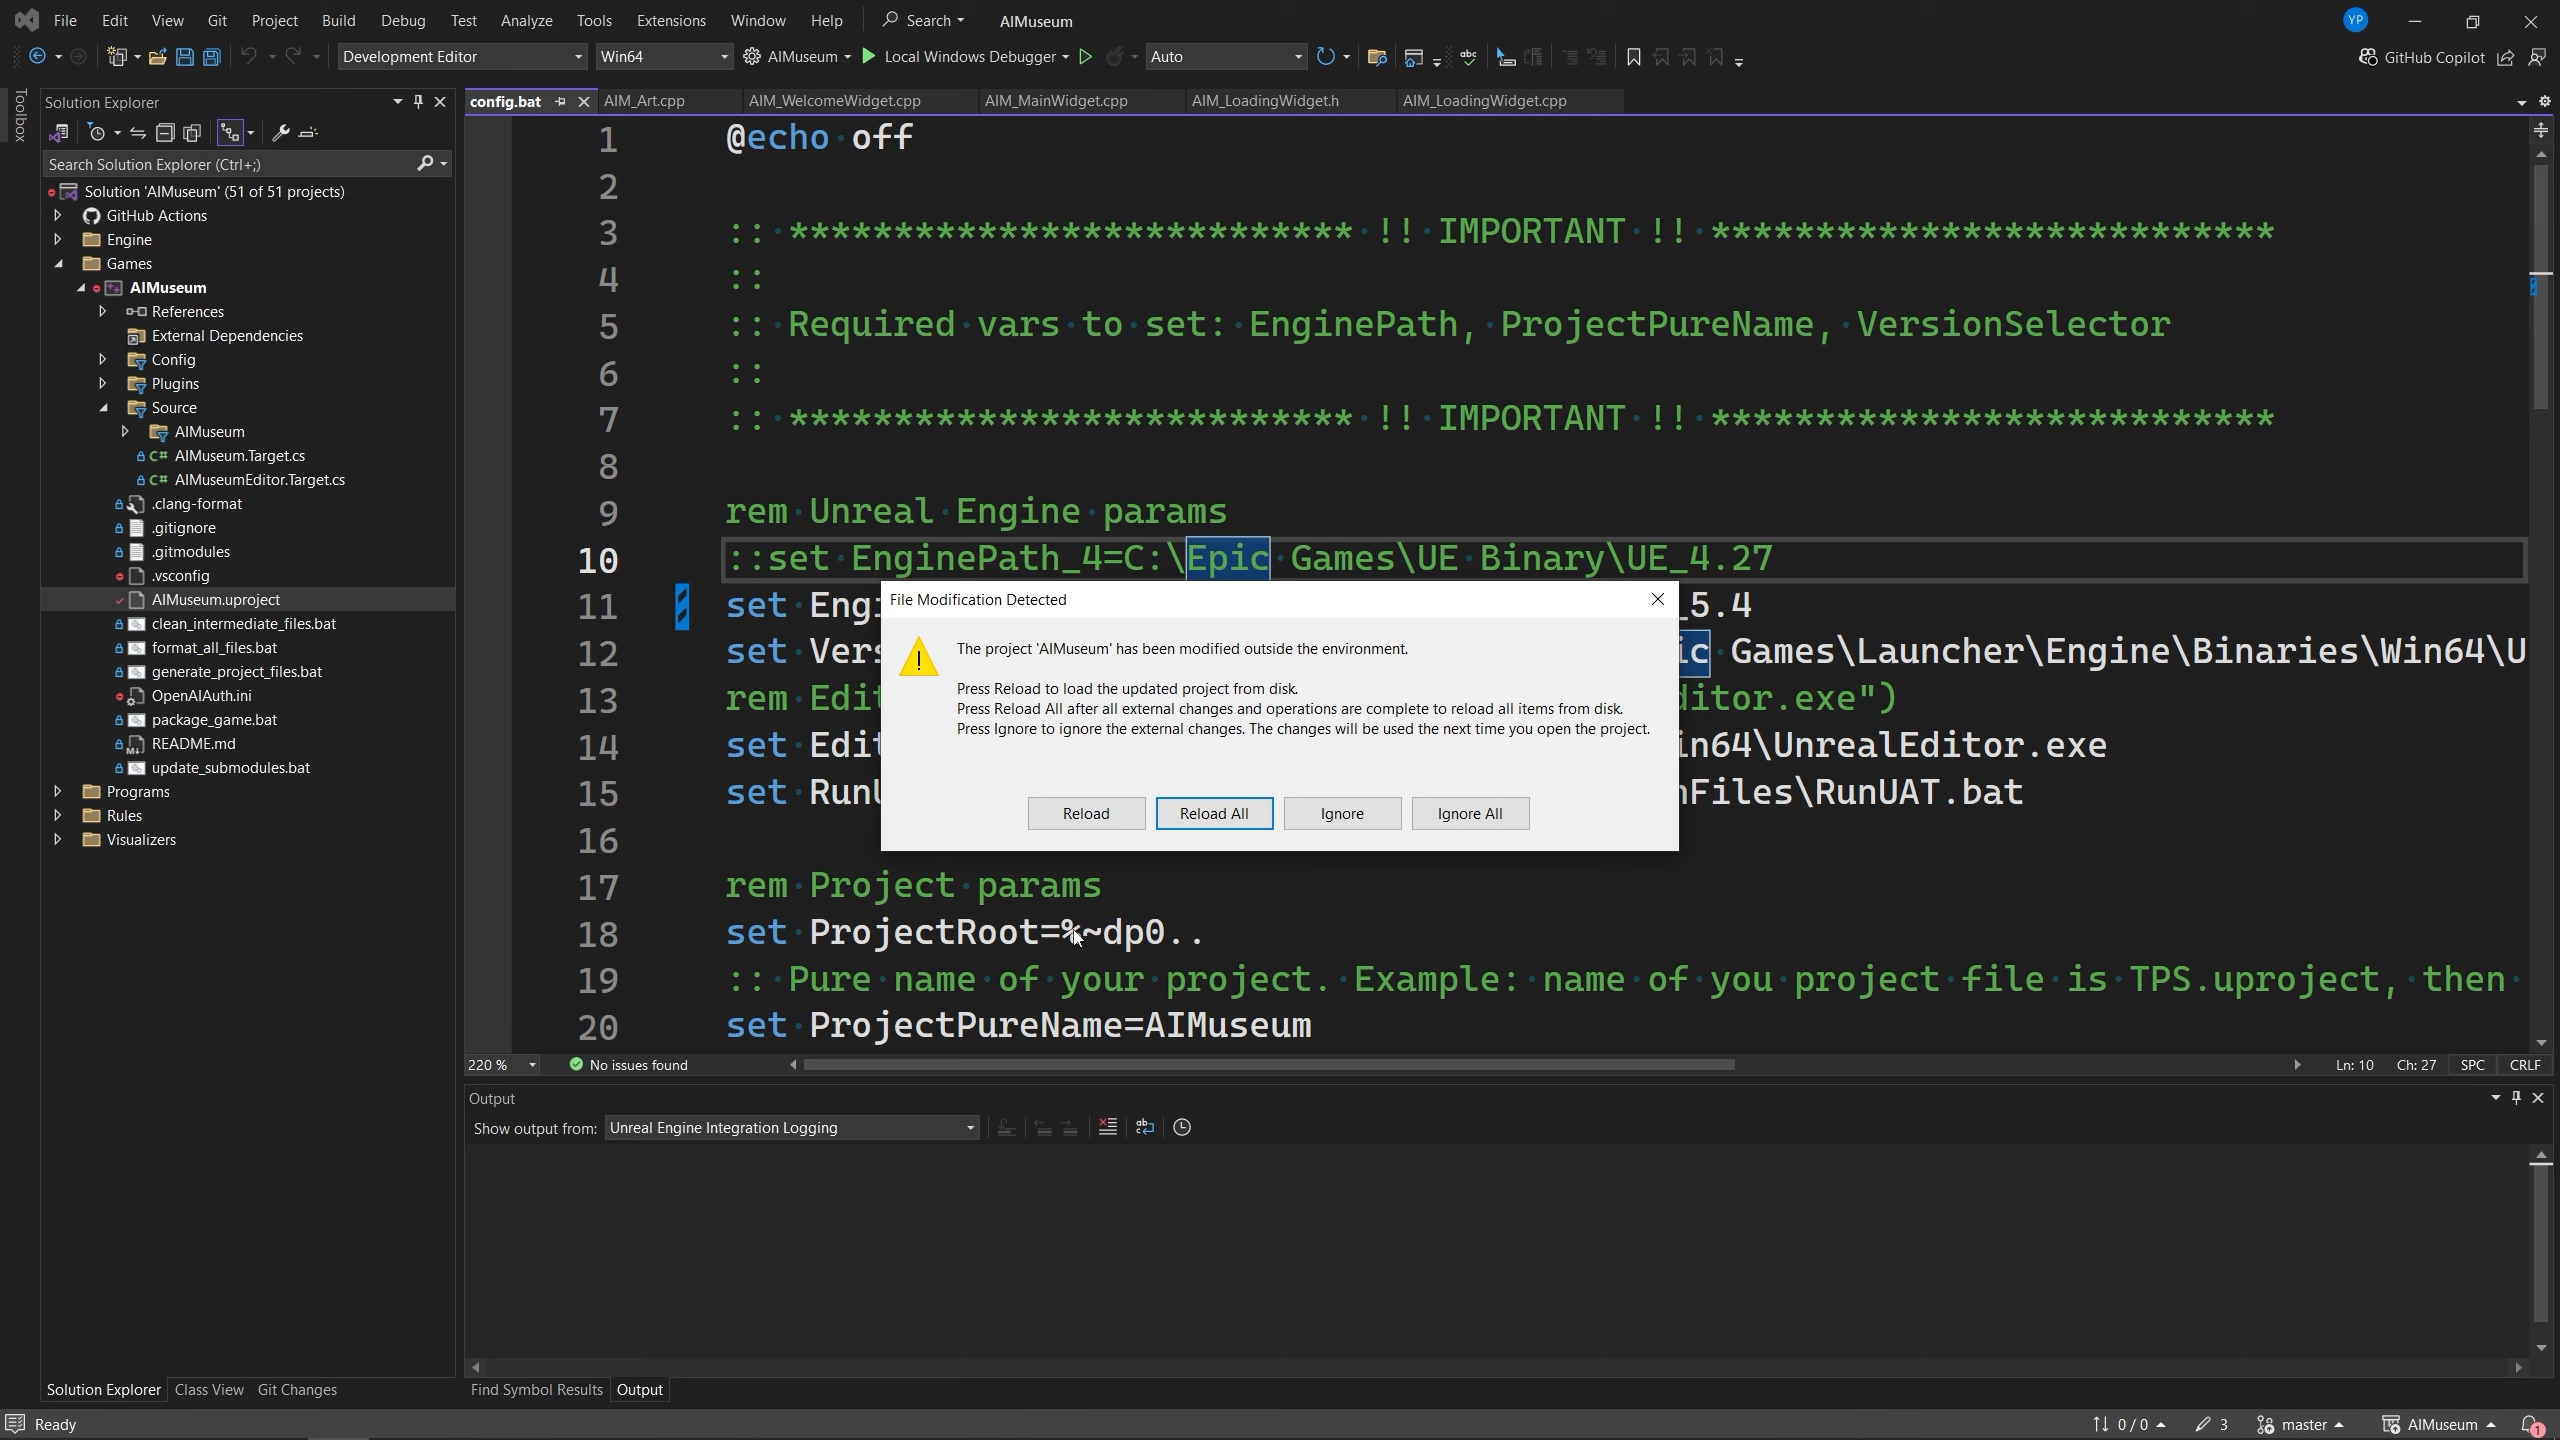 File Edit View Git Project Build Debug Test Analyze Tools Extensions Window Help Search AIMuseum YP
Development Editor Win64 AIMuseum Local Windows Debugger Auto GitHub Copilot
Toolbox
Solution Explorer
Search Solution Explorer (Ctrl+;)
Solution 'AIMuseum' (51 of 51 projects)
GitHub Actions
Engine
Games
AIMuseum
References
External Dependencies
Config
Plugins
Source
AIMuseum
C# AIMuseum.Target.cs
C# AIMuseumEditor.Target.cs
.clang-format
.gitignore
.gitmodules
.vsconfig
AIMuseum.uproject
clean_intermediate_files.bat
format_all_files.bat
generate_project_files.bat
OpenAIAuth.ini
package_game.bat
README.md
update_submodules.bat
Programs
Rules
Visualizers
Solution Explorer Class View Git Changes
config.bat AIM_Art.cpp AIM_WelcomeWidget.cpp AIM_MainWidget.cpp AIM_LoadingWidget.h AIM_LoadingWidget.cpp
1 @echo off
2
3 :: *************************** !! IMPORTANT !! ***************************
4 ::
5 :: Required vars to set: EnginePath, ProjectPureName, VersionSelector
6 ::
7 :: *************************** !! IMPORTANT !! ***************************
8
9 rem Unreal Engine params
10 ::set EnginePath_4=C:\Epic Games\UE Binary\UE_4.27
11 set Engi _5.4
12 set Vers ic Games\Launcher\Engine\Binaries\Win64\U
13 rem Edit ditor.exe")
14 set Edit in64\UnrealEditor.exe
15 set RunU nFiles\RunUAT.bat
16
17 rem Project params
18 set ProjectRoot=%~dp0..
19 :: Pure name of your project. Example: name of you project file is TPS.uproject, then
20 set ProjectPureName=AIMuseum
File Modification Detected
The project 'AIMuseum' has been modified outside the environment.
Press Reload to load the updated project from disk.
Press Reload All after all external changes and operations are complete to reload all items from disk.
Press Ignore to ignore the external changes. The changes will be used the next time you open the project.
Reload Reload All Ignore Ignore All
220 % No issues found Ln: 10 Ch: 27 SPC CRLF
Output
Show output from: Unreal Engine Integration Logging
Find Symbol Results Output
Ready 0 / 0 3 master AIMuseum 1